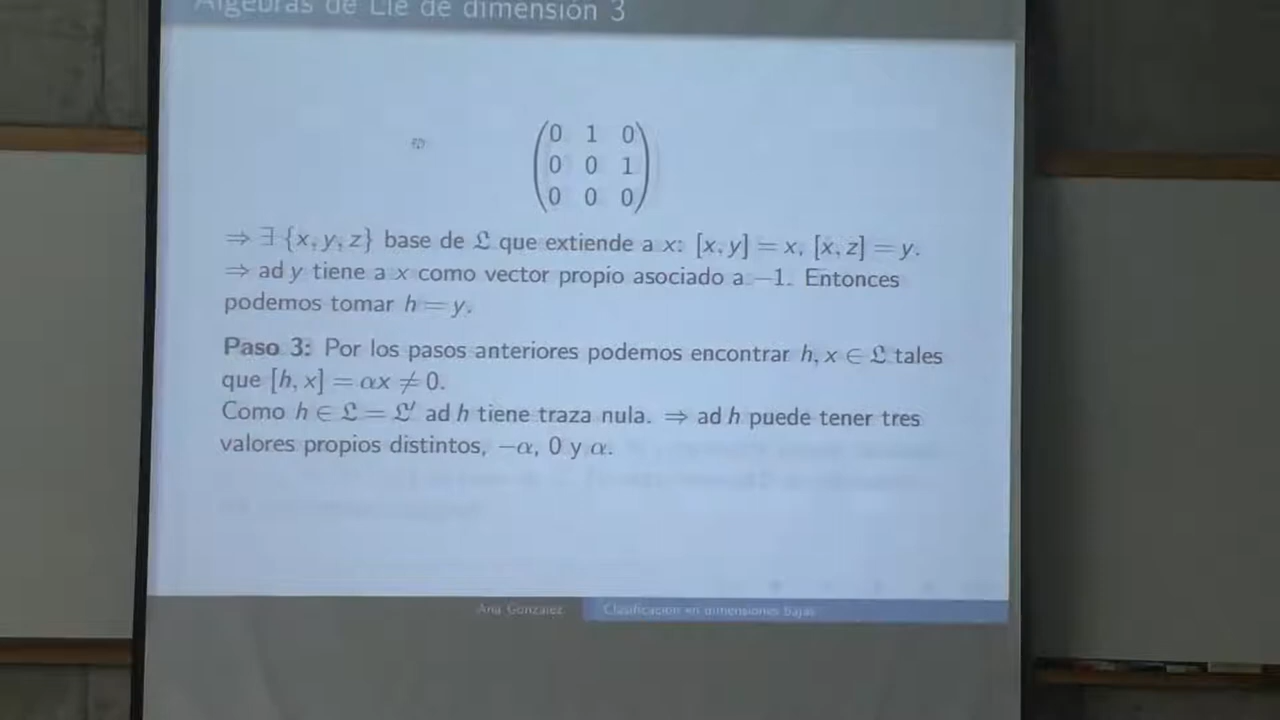 Álgebras de Lie de dimensión 3
0 1 0
0 0 1
0 0 0
⇒ ∃ {x, y, z} base de 𝔏 que extiende a x: [x, y] = x, [x, z] = y.
⇒ ad y tiene a x como vector propio asociado a −1. Entonces
podemos tomar h = y.
Paso 3: Por los pasos anteriores podemos encontrar h, x ∈ 𝔏 tales
que [h, x] = αx ≠ 0.
Como h ∈ 𝔏 = 𝔏′ ad h tiene traza nula. ⇒ ad h puede tener tres
valores propios distintos, −α, 0 y α.
Ana González Clasificación en dimensiones bajas